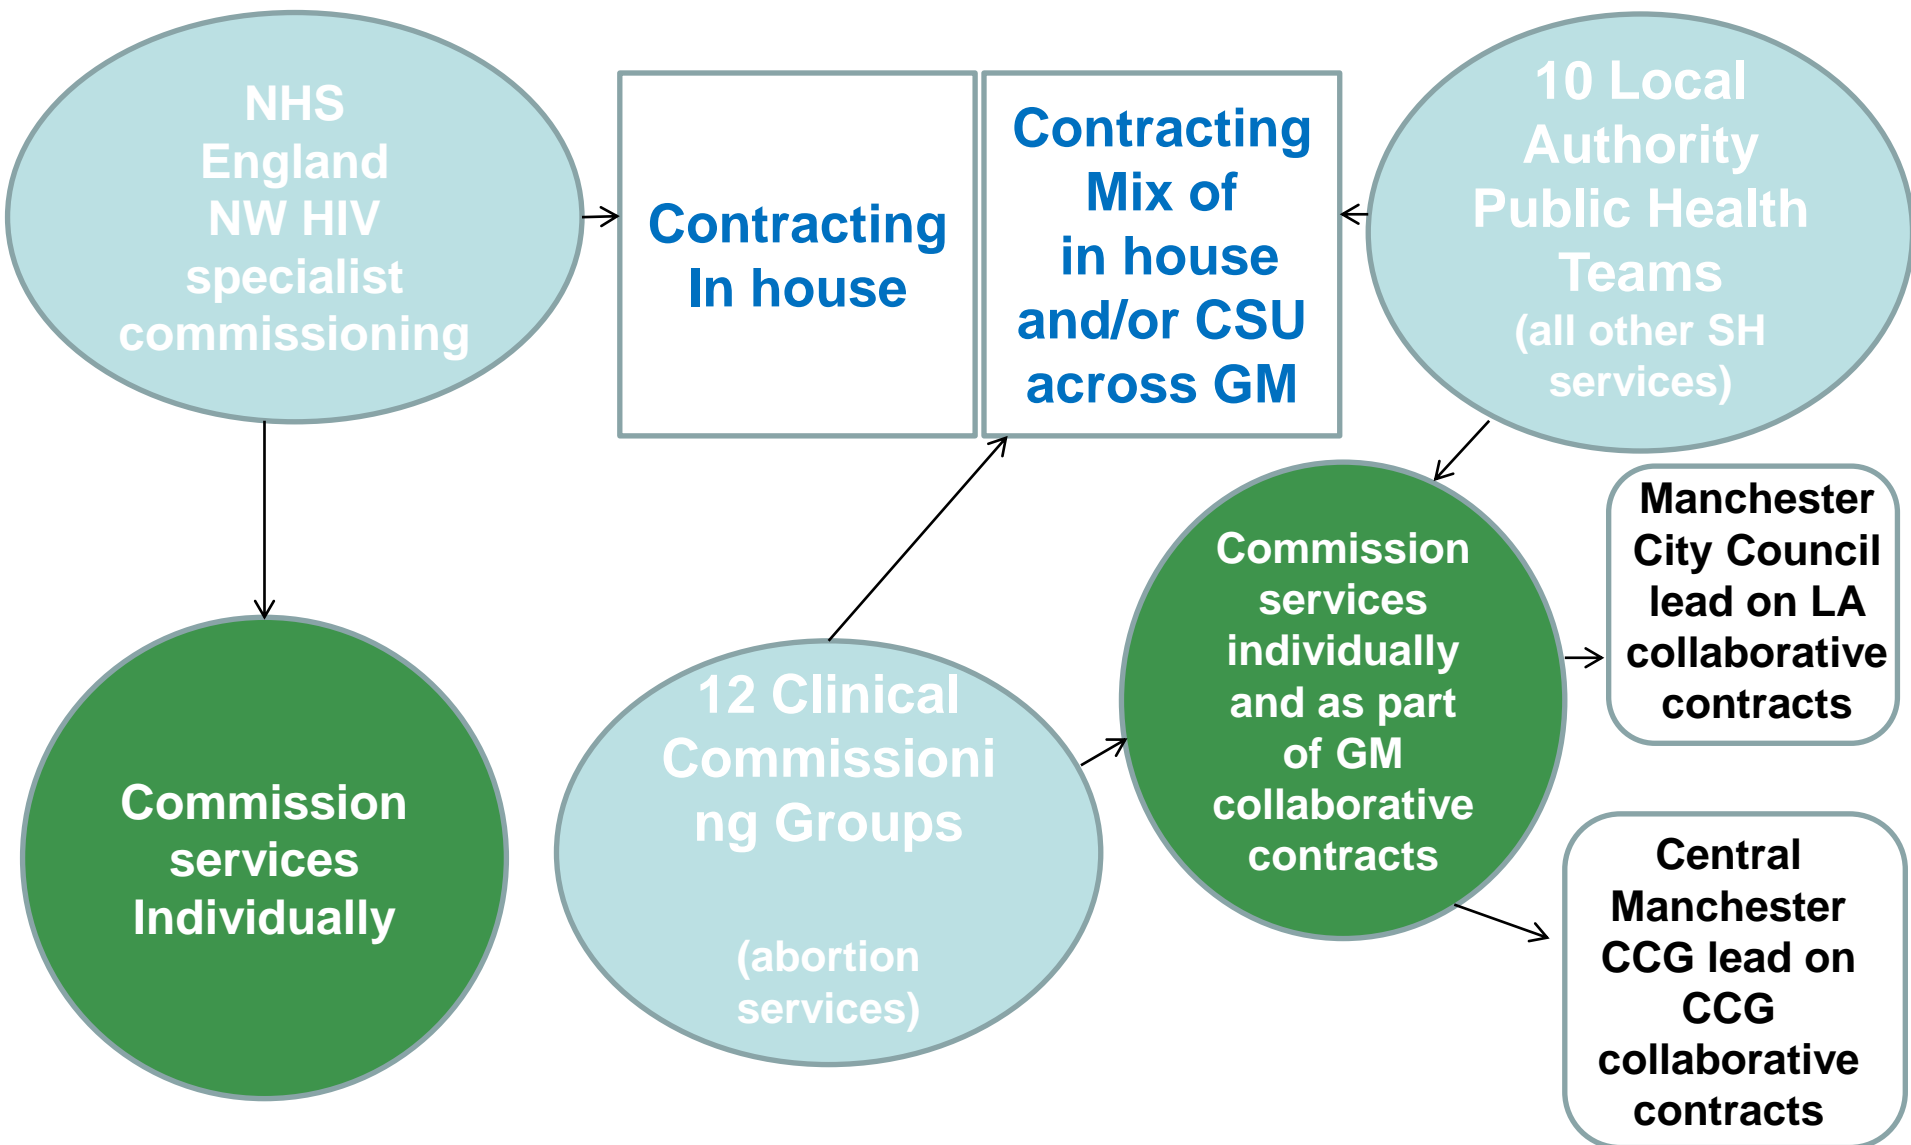 NHS
England
NW HIV
specialist
commissioning
Contracting
In house
Contracting
Mix of
in house
and/or CSU
across GM
10 Local
Authority
Public Health
Teams
(all other SH
services)
Commission
services
Individually
12 Clinical
Commissioni
ng Groups
(abortion
services)
Commission
services
individually
and as part
of GM
collaborative
contracts
Manchester
City Council
lead on LA
collaborative
contracts
Central
Manchester
CCG lead on
CCG
collaborative
contracts